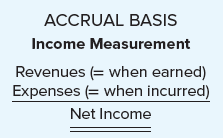 ACCRUAL BASIS
Income Measurement
Revenues (= when earned)
Expenses (= when incurred)
Net Income